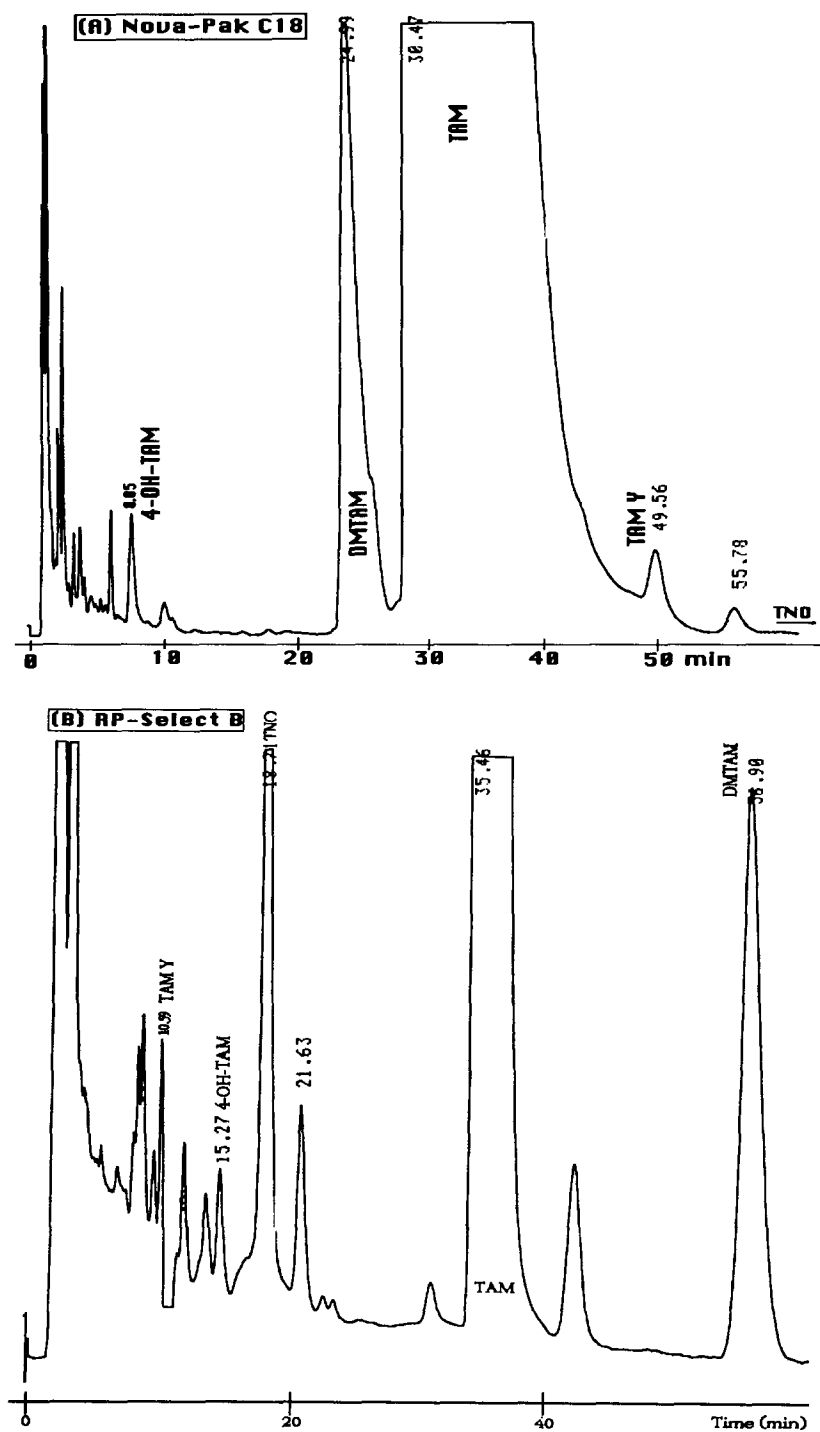 (A) Nova-Pak C18
24.99
30.47
TAM
8.05
4-OH-TAM
DMTAM
TAM Y
49.56
55.78
TNO
0 10 20 30 40 50 min
(B) RP-Select B
TNO
35.46
DMTAM
10.59 TAM Y
15.27 4-OH-TAM
21.63
TAM
0 20 40 Time (min)